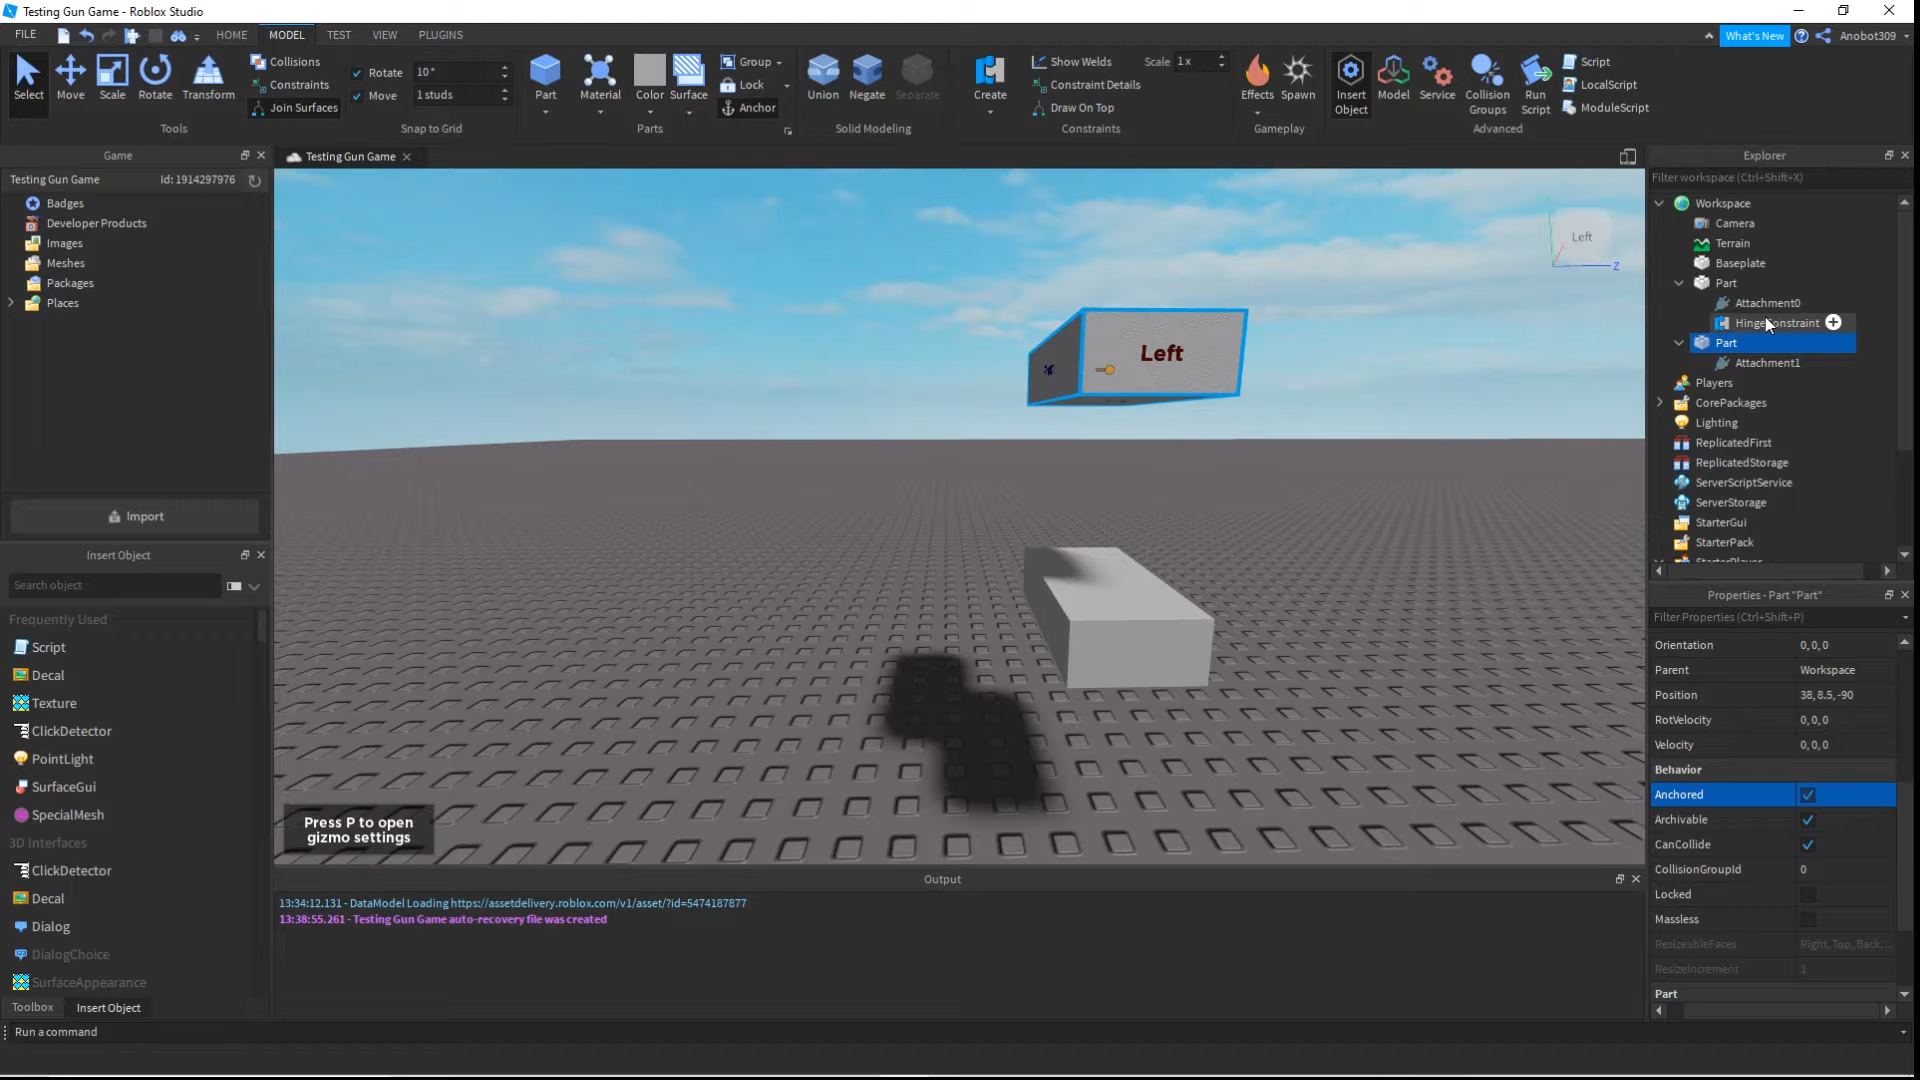 Testing Gun Game - Roblox Studio
FILE HOME MODEL TEST VIEW PLUGINS What's New Anobot309
Select Move Scale Rotate Transform
Collisions
Constraints
Join Surfaces
Tools
Rotate 10°
Move 1 studs
Snap to Grid
Part Material Color Surface
Group
Lock
Anchor
Parts
Union Negate Separate
Solid Modeling
Create
Show Welds Scale 1 x
Constraint Details
Draw On Top
Constraints
Effects Spawn
Gameplay
Insert Object
Model
Service
Collision Groups
Run Script
Script
LocalScript
ModuleScript
Advanced
Game
Testing Gun Game Id: 1914297976
Badges
Developer Products
Images
Meshes
Packages
Places
Import
Insert Object
Search object
Frequently Used
Script
Decal
Texture
ClickDetector
PointLight
SurfaceGui
SpecialMesh
3D Interfaces
ClickDetector
Decal
Dialog
DialogChoice
SurfaceAppearance
Toolbox Insert Object
Run a command
Testing Gun Game
Left
Z
Left
Press P to open
gizmo settings
Output
13:34:12.131 - DataModel Loading https://assetdelivery.roblox.com/v1/asset/?id=5474187877
13:38:55.261 - Testing Gun Game auto-recovery file was created
Explorer
Filter workspace (Ctrl+Shift+X)
Workspace
Camera
Terrain
Baseplate
Part
Attachment0
HingeConstraint
Part
Attachment1
Players
CorePackages
Lighting
ReplicatedFirst
ReplicatedStorage
ServerScriptService
ServerStorage
StarterGui
StarterPack
StarterPlayer
Properties - Part "Part"
Filter Properties (Ctrl+Shift+P)
Orientation 0, 0, 0
Parent Workspace
Position 38, 8.5, -90
RotVelocity 0, 0, 0
Velocity 0, 0, 0
Behavior
Anchored
Archivable
CanCollide
CollisionGroupId 0
Locked
Massless
ResizeableFaces Right, Top, Back...
ResizeIncrement 1
Part